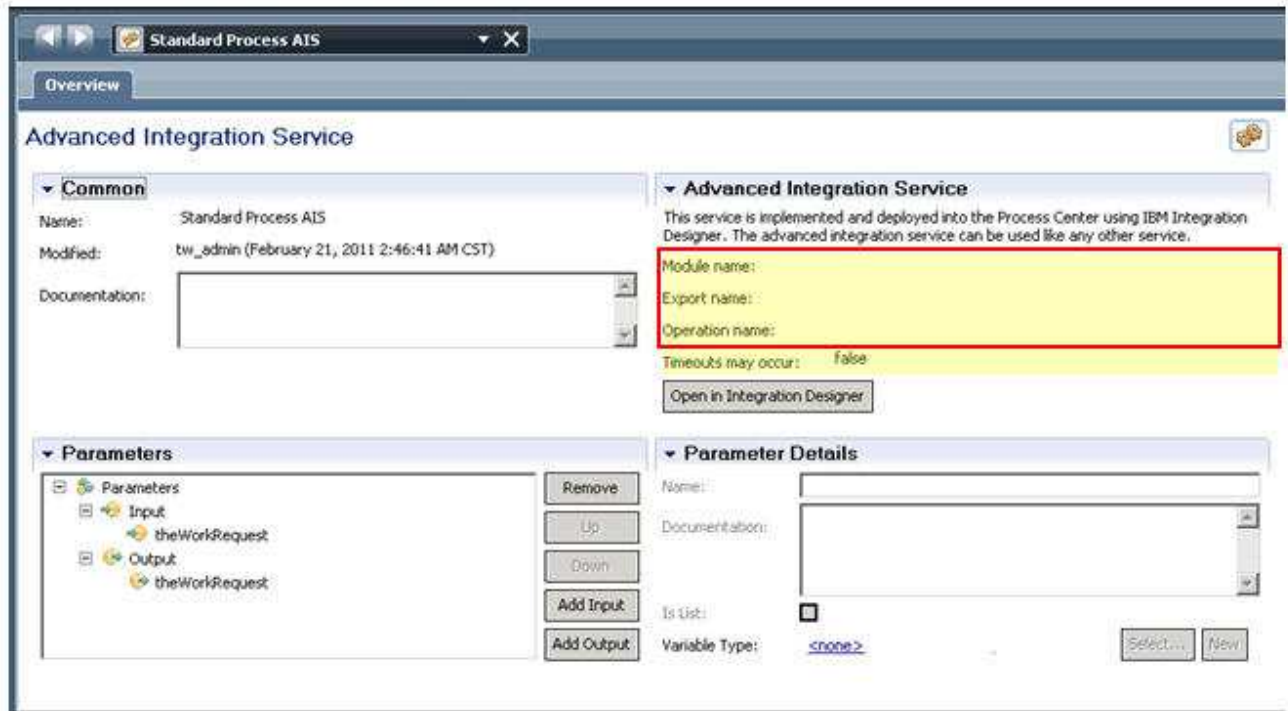 Standard Process AIS
Overview
Advanced Integration Service
Common
Name: Standard Process AIS
Modified: tw_admin (February 21, 2011 2:46:41 AM CST)
Documentation:
Advanced Integration Service
This service is implemented and deployed into the Process Center using IBM Integration
Designer. The advanced integration service can be used like any other service.
Module name:
Export name:
Operation name:
Timeouts may occur: false
Open in Integration Designer
Parameters
Parameters
Input
theWorkRequest
Output
theWorkRequest
Remove
Up
Down
Add Input
Add Output
Parameter Details
Name:
Documentation:
Is List:
Variable Type: <none>
Select... New